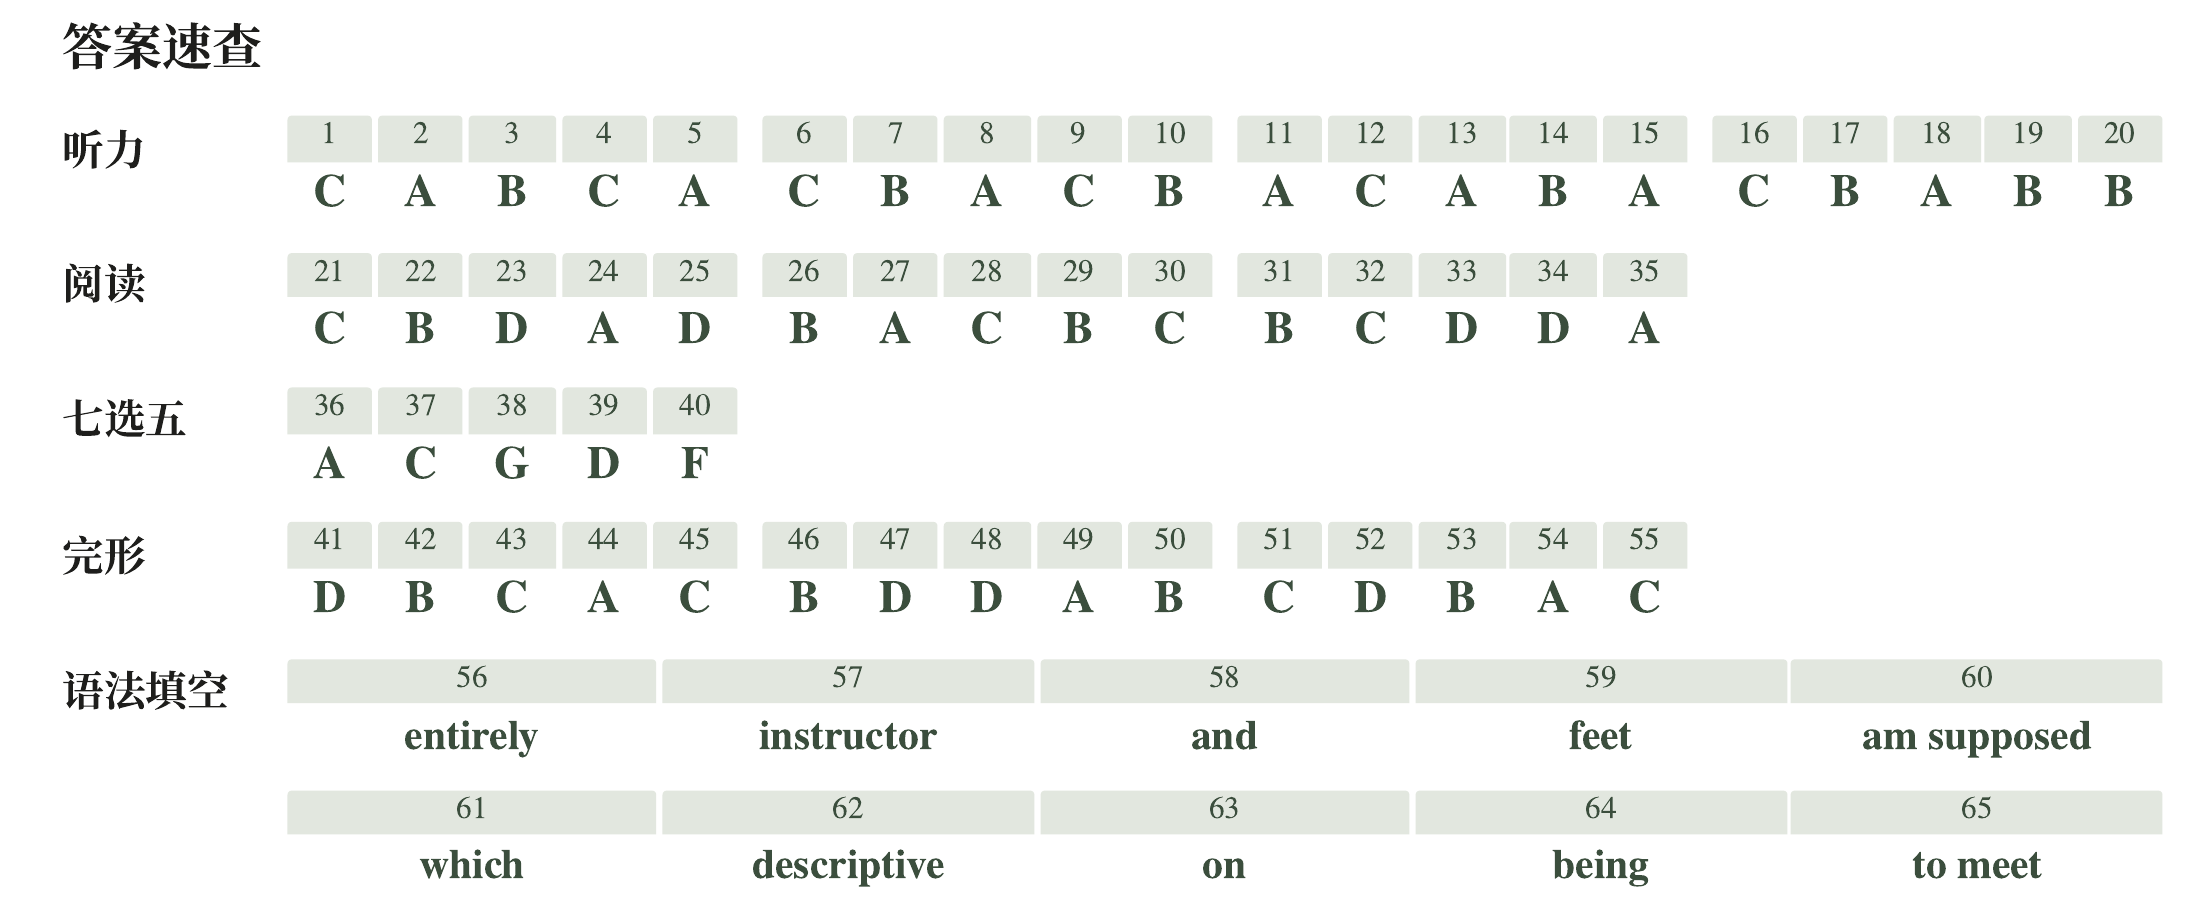 答案速查
听力 1 2 3 4 5 6 7 8 9 10 11 12 13 14 15 16 17 18 19 20
C A B C A C B A C B A C A B A C B A B B
阅读 21 22 23 24 25 26 27 28 29 30 31 32 33 34 35
C B D A D B A C B C B C D D A
七选五 36 37 38 39 40
A C G D F
完形 41 42 43 44 45 46 47 48 49 50 51 52 53 54 55
D B C A C B D D A B C D B A C
语法填空 56 57 58 59 60
entirely instructor and feet am supposed
61 62 63 64 65
which descriptive on being to meet